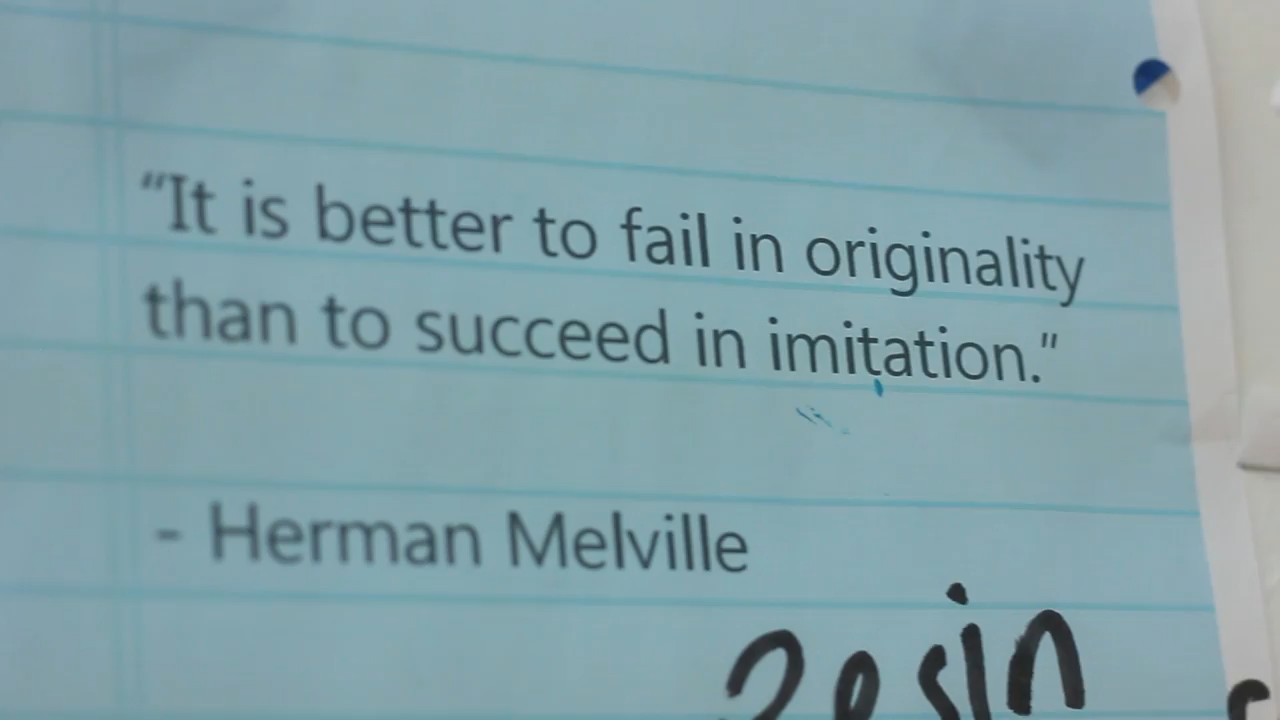 “It is better to fail in originality
than to succeed in imitation.”
- Herman Melville